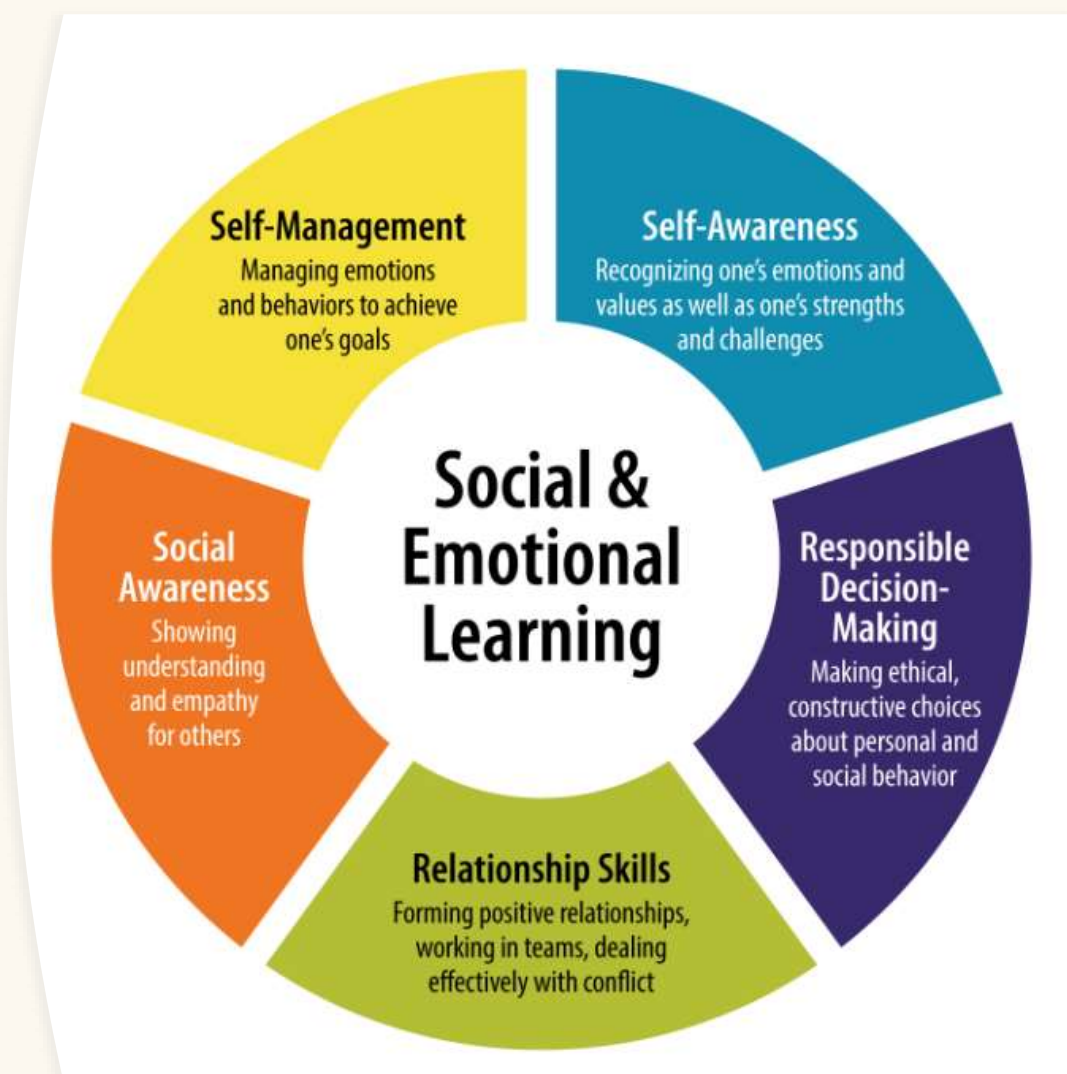 Self-Management
Managing emotions
and behaviors to achieve
one's goals
Self-Awareness
Recognizing one's emotions and
values as well as one's strengths
and challenges
Social &
Emotional
Learning
Social
Awareness
Showing
understanding
and empathy
for others
Responsible
Decision-
Making
Making ethical,
constructive choices
about personal and
social behavior
Relationship Skills
Forming positive relationships,
working in teams, dealing
effectively with conflict